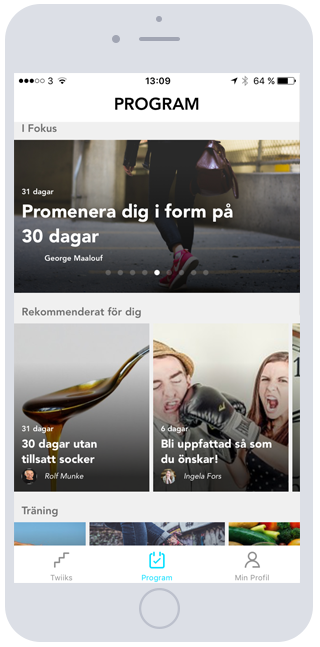 3
13:09
64 %
PROGRAM
I Fokus
31 dagar
Promenera dig i form på
30 dagar
George Maalouf
Rekommenderat för dig
31 dagar
30 dagar utan
tillsatt socker
Rolf Munke
6 dagar
Bli uppfattad så som
du önskar!
Ingela Fors
Träning
Twiiks
Program
Min Profil